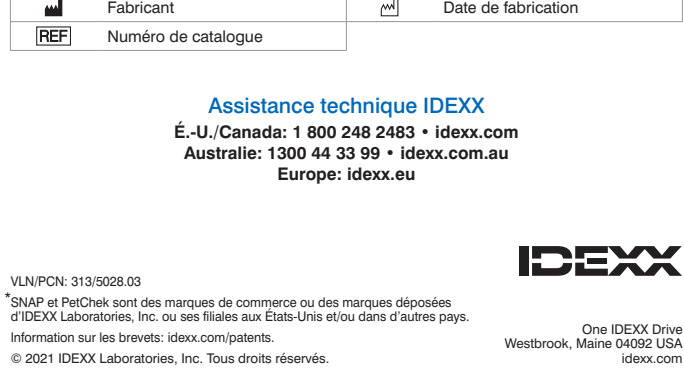 Fabricant
Date de fabrication
REF
Numéro de catalogue
Assistance technique IDEXX
É.-U./Canada: 1 800 248 2483 • idexx.com
Australie: 1300 44 33 99 • idexx.com.au
Europe: idexx.eu
IDEXX
VLN/PCN: 313/5028.03
*SNAP et PetChek sont des marques de commerce ou des marques déposées
d'IDEXX Laboratories, Inc. ou ses filiales aux États-Unis et/ou dans d'autres pays.
Information sur les brevets: idexx.com/patents.
© 2021 IDEXX Laboratories, Inc. Tous droits réservés.
One IDEXX Drive
Westbrook, Maine 04092 USA
idexx.com